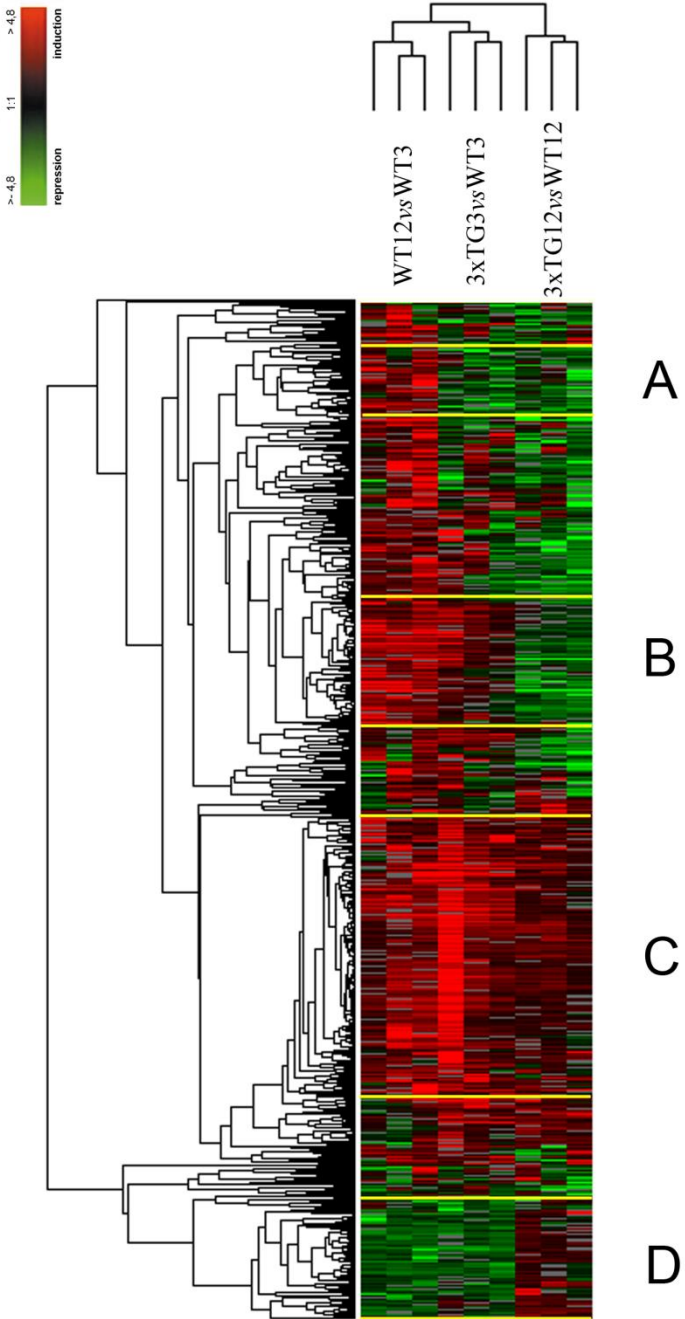 > 4,8
1:1
>- 4,8
induction
repression
WT12vsWT3
3xTG3vsWT3
3xTG12vsWT12
A
B
C
D